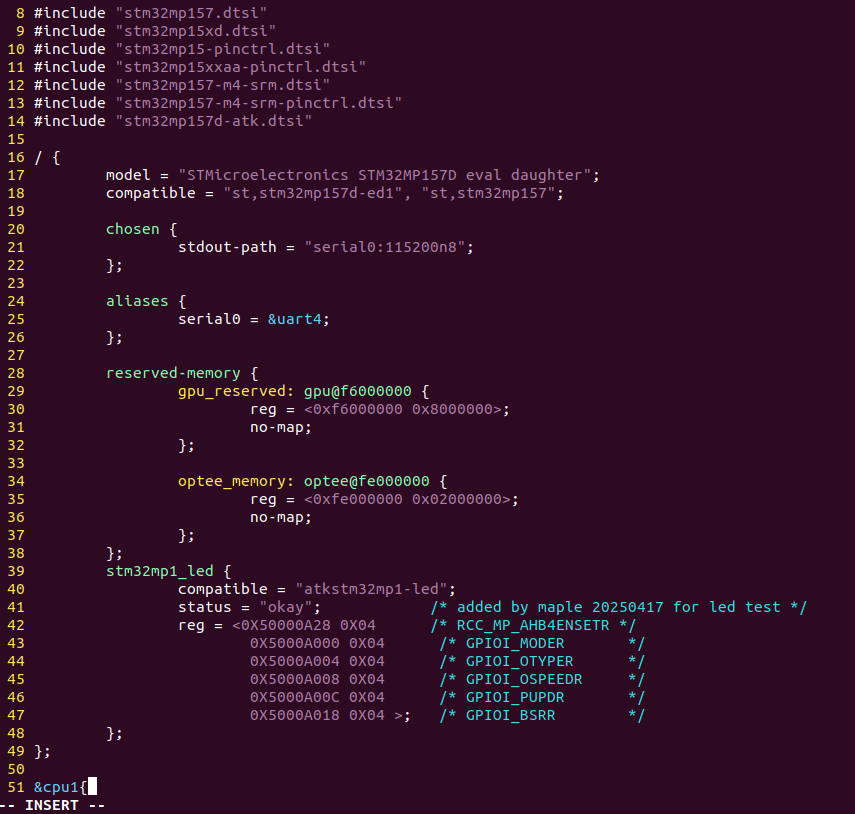 8 #include "stm32mp157.dtsi"
9 #include "stm32mp15xd.dtsi"
10 #include "stm32mp15-pinctrl.dtsi"
11 #include "stm32mp15xxaa-pinctrl.dtsi"
12 #include "stm32mp157-m4-srm.dtsi"
13 #include "stm32mp157-m4-srm-pinctrl.dtsi"
14 #include "stm32mp157d-atk.dtsi"
15
16 / {
17         model = "STMicroelectronics STM32MP157D eval daughter";
18         compatible = "st,stm32mp157d-ed1", "st,stm32mp157";
19
20         chosen {
21                 stdout-path = "serial0:115200n8";
22         };
23
24         aliases {
25                 serial0 = &uart4;
26         };
27
28         reserved-memory {
29                 gpu_reserved: gpu@f6000000 {
30                         reg = <0xf6000000 0x8000000>;
31                         no-map;
32                 };
33
34                 optee_memory: optee@fe000000 {
35                         reg = <0xfe000000 0x02000000>;
36                         no-map;
37                 };
38         };
39         stm32mp1_led {
40                 compatible = "atkstm32mp1-led";
41                 status = "okay";            /* added by maple 20250417 for led test */
42                 reg = <0X50000A28 0X04      /* RCC_MP_AHB4ENSETR */
43                         0X5000A000 0X04      /* GPIOI_MODER       */
44                         0X5000A004 0X04      /* GPIOI_OTYPER      */
45                         0X5000A008 0X04      /* GPIOI_OSPEEDR     */
46                         0X5000A00C 0X04      /* GPIOI_PUPDR       */
47                         0X5000A018 0X04 >;   /* GPIOI_BSRR        */
48         };
49 };
50
51 &cpu1{
-- INSERT --